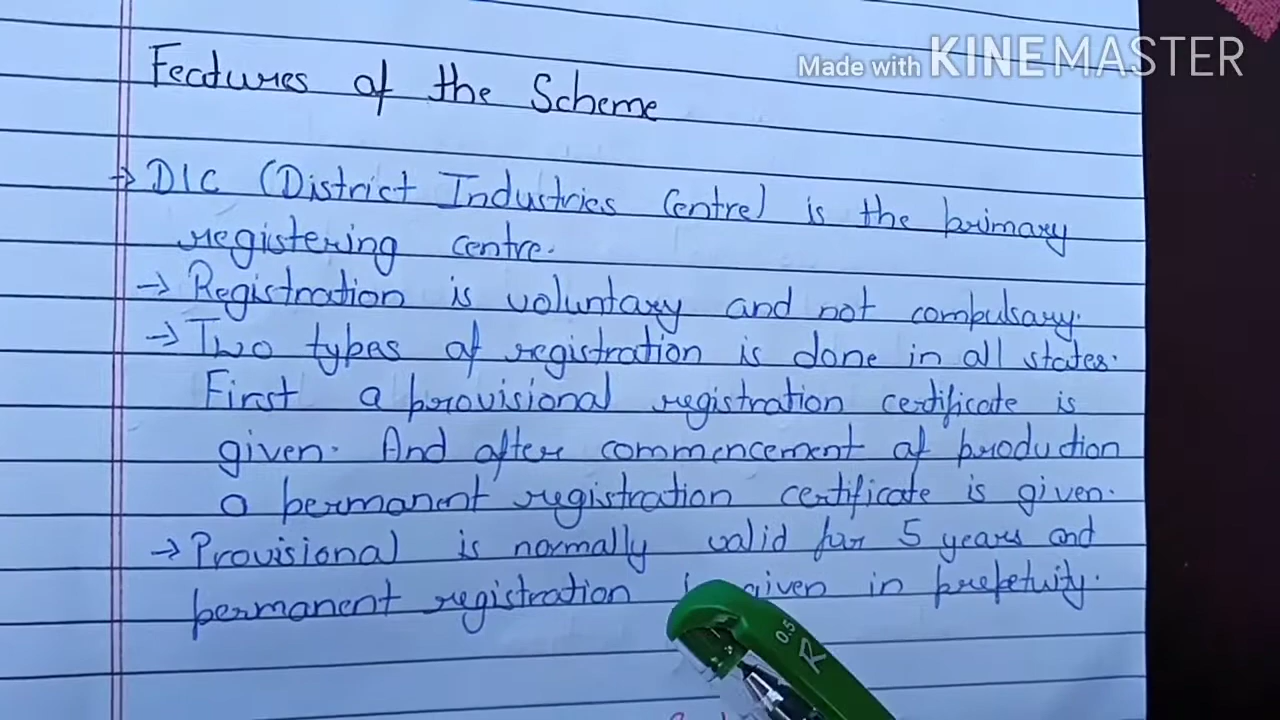 Made with KINEMASTER
Features of the Scheme
→ DIC (District Industries Centre) is the primary
registering centre.
→ Registration is voluntary and not compulsary.
→ Two types of registration is done in all states.
First a provisional registration certificate is
given. And after commencement of production
a permanent registration certificate is given.
→ Provisional is normally valid for 5 years and
permanent registration given in prepetuity.
0.5
R